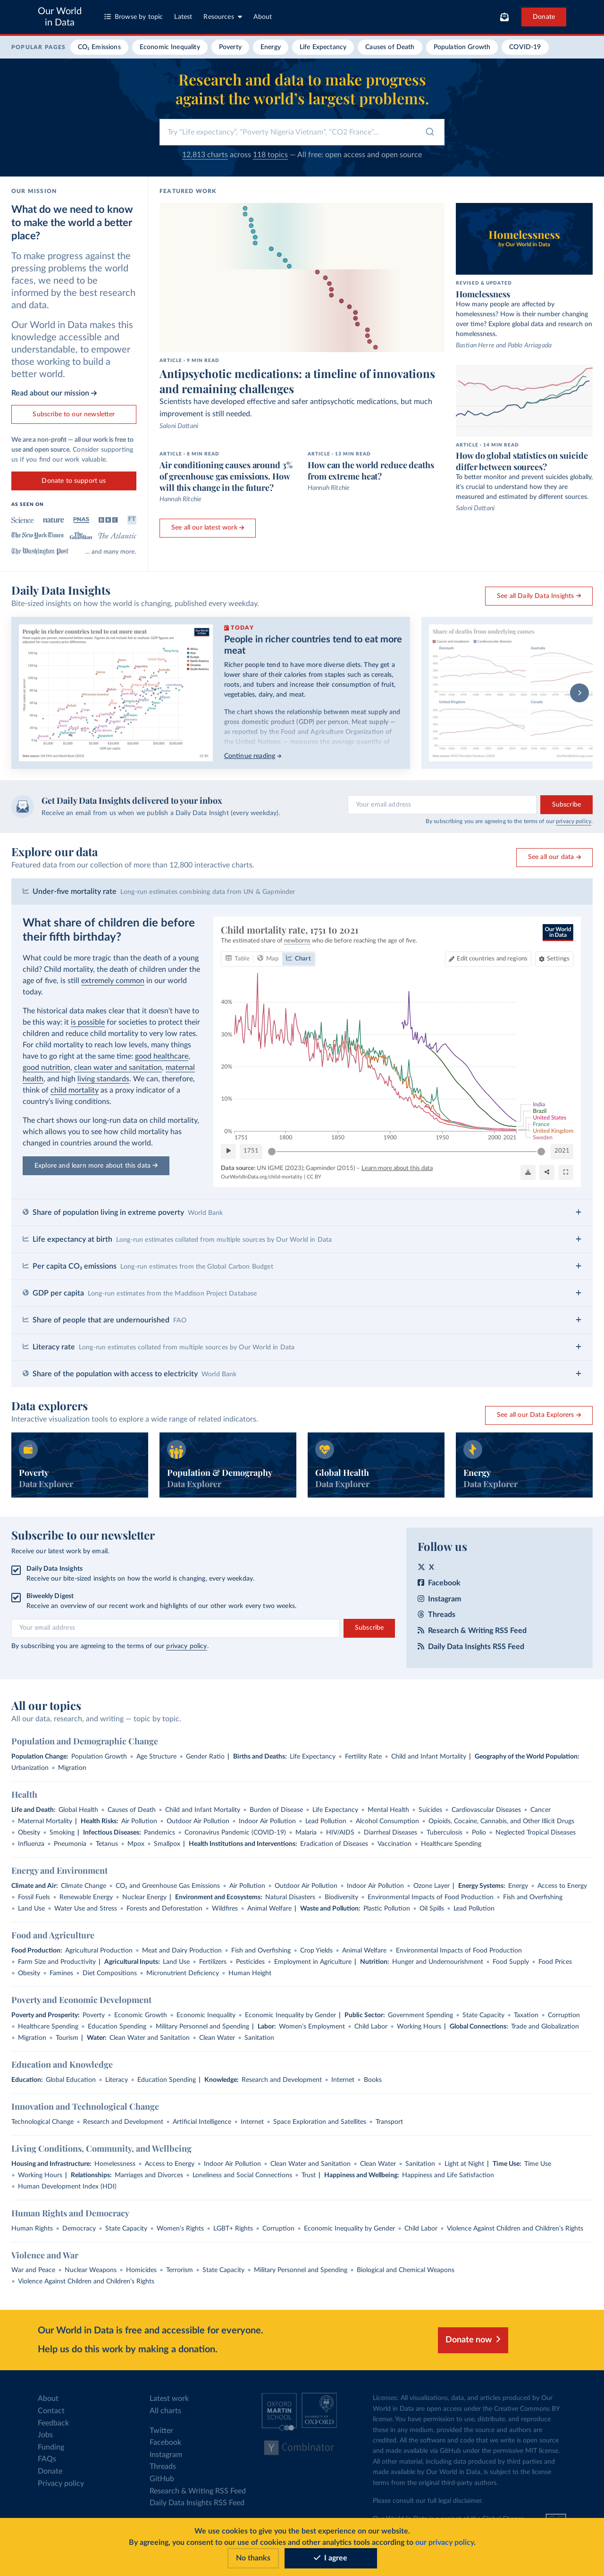 Our World
in Data
Browse by topic
Latest
Resources
About
Donate
POPULAR PAGES
CO₂ Emissions
Economic Inequality
Poverty
Energy
Life Expectancy
Causes of Death
Population Growth
COVID-19
Research and data to make progress
against the world's largest problems.
Try "Life expectancy", "Poverty Nigeria Vietnam", "CO2 France"...
12,813 charts across 118 topics — All free: open access and open source
OUR MISSION
What do we need to know
to make the world a better
place?
To make progress against the
pressing problems the world
faces, we need to be
informed by the best research
and data.
Our World in Data makes this
knowledge accessible and
understandable, to empower
those working to build a
better world.
Read about our mission →
Subscribe to our newsletter
We are a non-profit — all our work is free to
use and open source. Consider supporting
us if you find our work valuable.
Donate to support us
AS SEEN ON
Science
nature
PNAS
BBC
FT
The New York Times
The Guardian
The Atlantic
The Washington Post
... and many more.
FEATURED WORK
ARTICLE - 9 MIN READ
Antipsychotic medications: a timeline of innovations
and remaining challenges
Scientists have developed effective and safer antipsychotic medications, but much
improvement is still needed.
Saloni Dattani
ARTICLE - 8 MIN READ
Air conditioning causes around 3%
of greenhouse gas emissions. How
will this change in the future?
Hannah Ritchie
ARTICLE - 13 MIN READ
How can the world reduce deaths
from extreme heat?
Hannah Ritchie
See all our latest work →
Homelessness
by Our World in Data
REVISED & UPDATED
Homelessness
How many people are affected by
homelessness? How is their number changing
over time? Explore global data and research on
homelessness.
Bastian Herre and Pablo Arriagada
ARTICLE - 14 MIN READ
How do global statistics on suicide
differ between sources?
To better monitor and prevent suicides globally,
it's crucial to understand how they are
measured and estimated by different sources.
Saloni Dattani
Daily Data Insights
Bite-sized insights on how the world is changing, published every weekday.
See all Daily Data Insights →
People in richer countries tend to eat more meat
TODAY
People in richer countries tend to eat more
meat
Richer people tend to have more diverse diets. They get a
lower share of their calories from staples such as cereals,
roots, and tubers and increase their consumption of fruit,
vegetables, dairy, and meat.
The chart shows the relationship between meat supply and
gross domestic product (GDP) per person. Meat supply —
as reported by the Food and Agriculture Organization of
the United Nations — measures the average quantity of
Continue reading →
Share of deaths from underlying causes
Get Daily Data Insights delivered to your inbox
Receive an email from us when we publish a Daily Data Insight (every weekday).
Your email address
Subscribe
By subscribing you are agreeing to the terms of our privacy policy.
Explore our data
Featured data from our collection of more than 12,800 interactive charts.
See all our data →
Under-five mortality rate Long-run estimates combining data from UN & Gapminder
What share of children die before
their fifth birthday?
What could be more tragic than the death of a young
child? Child mortality, the death of children under the
age of five, is still extremely common in our world
today.
The historical data makes clear that it doesn't have to
be this way: it is possible for societies to protect their
children and reduce child mortality to very low rates.
For child mortality to reach low levels, many things
have to go right at the same time: good healthcare,
good nutrition, clean water and sanitation, maternal
health, and high living standards. We can, therefore,
think of child mortality as a proxy indicator of a
country's living conditions.
The chart shows our long-run data on child mortality,
which allows you to see how child mortality has
changed in countries around the world.
Explore and learn more about this data →
Child mortality rate, 1751 to 2021
The estimated share of newborns who die before reaching the age of five.
Our World
in Data
Table
Map
Chart
Edit countries and regions
Settings
40%
30%
20%
10%
0%
1751
1800
1850
1900
1950
2000 2021
India
Brazil
United States
France
United Kingdom
Sweden
1751
2021
Data source: UN IGME (2023); Gapminder (2015) – Learn more about this data
OurWorldInData.org/child-mortality | CC BY
Share of population living in extreme poverty World Bank
Life expectancy at birth Long-run estimates collated from multiple sources by Our World in Data
Per capita CO₂ emissions Long-run estimates from the Global Carbon Budget
GDP per capita Long-run estimates from the Maddison Project Database
Share of people that are undernourished FAO
Literacy rate Long-run estimates collated from multiple sources by Our World in Data
Share of the population with access to electricity World Bank
Data explorers
Interactive visualization tools to explore a wide range of related indicators.
See all our Data Explorers →
Poverty
Data Explorer
Population & Demography
Data Explorer
Global Health
Data Explorer
Energy
Data Explorer
Subscribe to our newsletter
Receive our latest work by email.
Daily Data Insights
Receive our bite-sized insights on how the world is changing, every weekday.
Biweekly Digest
Receive an overview of our recent work and highlights of our other work every two weeks.
Your email address
Subscribe
By subscribing you are agreeing to the terms of our privacy policy.
Follow us
X
Facebook
Instagram
Threads
Research & Writing RSS Feed
Daily Data Insights RSS Feed
All our topics
All our data, research, and writing — topic by topic.
Population and Demographic Change
Population Change: Population Growth • Age Structure • Gender Ratio | Births and Deaths: Life Expectancy • Fertility Rate • Child and Infant Mortality | Geography of the World Population:
Urbanization • Migration
Health
Life and Death: Global Health • Causes of Death • Child and Infant Mortality • Burden of Disease • Life Expectancy • Mental Health • Suicides • Cardiovascular Diseases • Cancer
• Maternal Mortality | Health Risks: Air Pollution • Outdoor Air Pollution • Indoor Air Pollution • Lead Pollution • Alcohol Consumption • Opioids, Cocaine, Cannabis, and Other Illicit Drugs
• Obesity • Smoking | Infectious Diseases: Pandemics • Coronavirus Pandemic (COVID-19) • Malaria • HIV/AIDS • Diarrheal Diseases • Tuberculosis • Polio • Neglected Tropical Diseases
• Influenza • Pneumonia • Tetanus • Mpox • Smallpox | Health Institutions and Interventions: Eradication of Diseases • Vaccination • Healthcare Spending
Energy and Environment
Climate and Air: Climate Change • CO₂ and Greenhouse Gas Emissions • Air Pollution • Outdoor Air Pollution • Indoor Air Pollution • Ozone Layer | Energy Systems: Energy • Access to Energy
• Fossil Fuels • Renewable Energy • Nuclear Energy | Environment and Ecosystems: Natural Disasters • Biodiversity • Environmental Impacts of Food Production • Fish and Overfishing
• Land Use • Water Use and Stress • Forests and Deforestation • Wildfires • Animal Welfare | Waste and Pollution: Plastic Pollution • Oil Spills • Lead Pollution
Food and Agriculture
Food Production: Agricultural Production • Meat and Dairy Production • Fish and Overfishing • Crop Yields • Animal Welfare • Environmental Impacts of Food Production
• Farm Size and Productivity | Agricultural Inputs: Land Use • Fertilizers • Pesticides • Employment in Agriculture | Nutrition: Hunger and Undernourishment • Food Supply • Food Prices
• Obesity • Famines • Diet Compositions • Micronutrient Deficiency • Human Height
Poverty and Economic Development
Poverty and Prosperity: Poverty • Economic Growth • Economic Inequality • Economic Inequality by Gender | Public Sector: Government Spending • State Capacity • Taxation • Corruption
• Healthcare Spending • Education Spending • Military Personnel and Spending | Labor: Women's Employment • Child Labor • Working Hours | Global Connections: Trade and Globalization
• Migration • Tourism | Water: Clean Water and Sanitation • Clean Water • Sanitation
Education and Knowledge
Education: Global Education • Literacy • Education Spending | Knowledge: Research and Development • Internet • Books
Innovation and Technological Change
Technological Change • Research and Development • Artificial Intelligence • Internet • Space Exploration and Satellites • Transport
Living Conditions, Community, and Wellbeing
Housing and Infrastructure: Homelessness • Access to Energy • Indoor Air Pollution • Clean Water and Sanitation • Clean Water • Sanitation • Light at Night | Time Use: Time Use
• Working Hours | Relationships: Marriages and Divorces • Loneliness and Social Connections • Trust | Happiness and Wellbeing: Happiness and Life Satisfaction
• Human Development Index (HDI)
Human Rights and Democracy
Human Rights • Democracy • State Capacity • Women's Rights • LGBT+ Rights • Corruption • Economic Inequality by Gender • Child Labor • Violence Against Children and Children's Rights
Violence and War
War and Peace • Nuclear Weapons • Homicides • Terrorism • State Capacity • Military Personnel and Spending • Biological and Chemical Weapons
• Violence Against Children and Children's Rights
Our World in Data is free and accessible for everyone.
Help us do this work by making a donation.
Donate now
About
Contact
Feedback
Jobs
Funding
FAQs
Donate
Privacy policy
Latest work
All charts
Twitter
Facebook
Instagram
Threads
GitHub
Research & Writing RSS Feed
Daily Data Insights RSS Feed
OXFORD
MARTIN
SCHOOL
UNIVERSITY OF
OXFORD
Y Combinator
Licenses: All visualizations, data, and articles produced by Our
World in Data are open access under the Creative Commons BY
license. You have permission to use, distribute, and reproduce
these in any medium, provided the source and authors are
credited. All the software and code that we write is open source
and made available via GitHub under the permissive MIT license.
All other material, including data produced by third parties and
made available by Our World in Data, is subject to the license
terms from the original third-party authors.
Please consult our full legal disclaimer.
We use cookies to give you the best experience on our website.
By agreeing, you consent to our use of cookies and other analytics tools according to our privacy policy.
No thanks
I agree